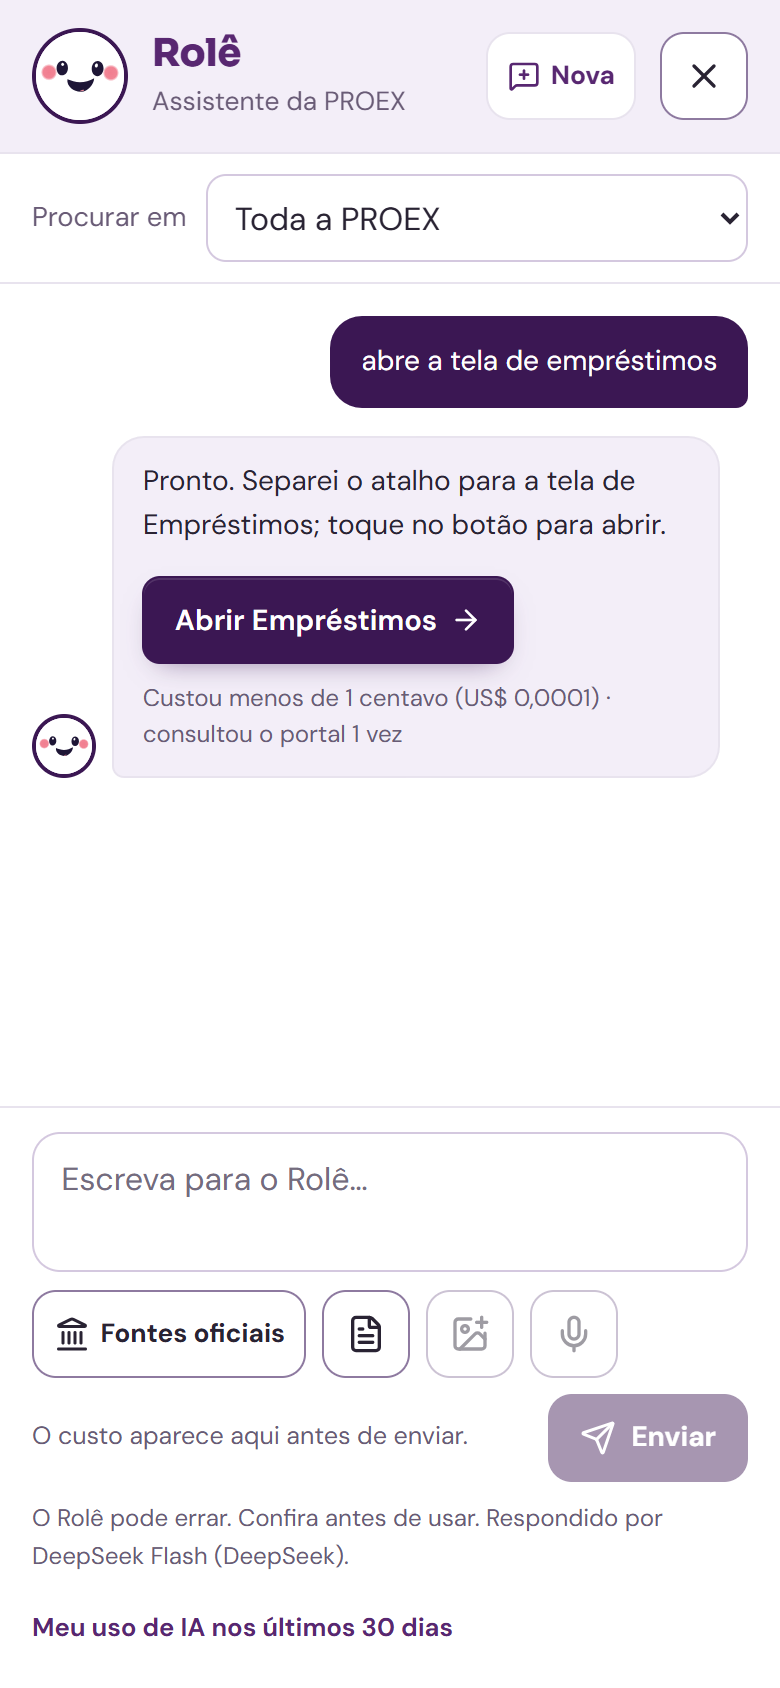 Rolê
Assistente da PROEX
Nova
Procurar em
Toda a PROEX
abre a tela de empréstimos
Pronto. Separei o atalho para a tela de
Empréstimos; toque no botão para abrir.
Abrir Empréstimos →
Custou menos de 1 centavo (US$ 0,0001) ·
consultou o portal 1 vez
Escreva para o Rolê...
Fontes oficiais
O custo aparece aqui antes de enviar.
Enviar
O Rolê pode errar. Confira antes de usar. Respondido por
DeepSeek Flash (DeepSeek).
Meu uso de IA nos últimos 30 dias